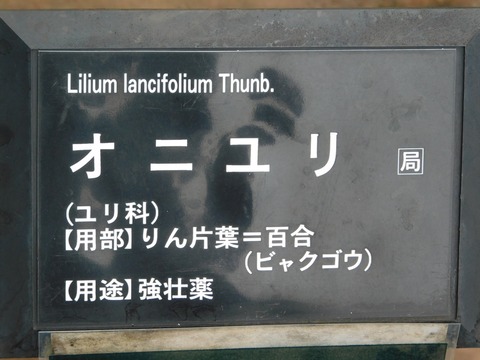 Lilium lancifolium Thunb.
オニユリ 局
(ユリ科)
【用部】りん片葉＝百合
(ビャクゴウ)
【用途】強壮薬